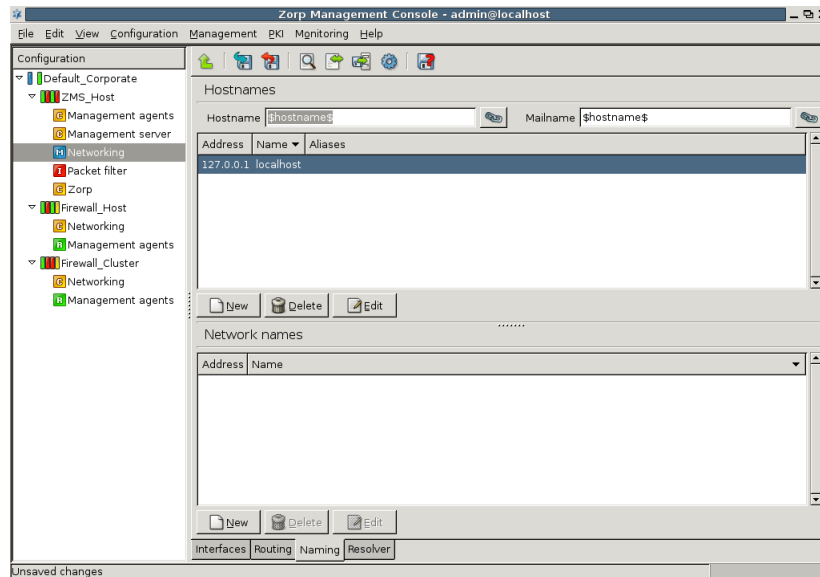 Zorp Management Console - admin@localhost
File Edit View Configuration Management PKI Monitoring Help
Configuration
Default_Corporate
ZMS_Host
Management agents
Management server
Networking
Packet filter
Zorp
Firewall_Host
Networking
Management agents
Firewall_Cluster
Networking
Management agents
Hostnames
Hostname $hostname$ Mailname $hostname$
Address Name Aliases
127.0.0.1 localhost
New Delete Edit
Network names
Address Name
New Delete Edit
Interfaces Routing Naming Resolver
Unsaved changes